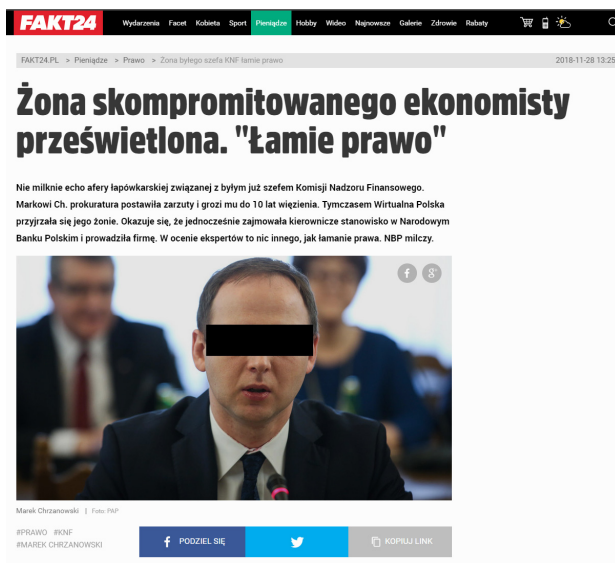 FAKT24
Wydarzenia Facet Kobieta Sport Pieniądze Hobby Wideo Najnowsze Galerie Zdrowie Rabaty
FAKT24.PL > Pieniądze > Prawo > Żona byłego szefa KNF łamie prawo
2018-11-28 13:25
Żona skompromitowanego ekonomisty
prześwietlona. "Łamie prawo"
Nie milknie echo afery łapówkarskiej związanej z byłym już szefem Komisji Nadzoru Finansowego.
Markowi Ch. prokuratura postawiła zarzuty i grozi mu do 10 lat więzienia. Tymczasem Wirtualna Polska
przyjrzała się jego żonie. Okazuje się, że jednocześnie zajmowała kierownicze stanowisko w Narodowym
Banku Polskim i prowadziła firmę. W ocenie ekspertów to nic innego, jak łamanie prawa. NBP milczy.
Marek Chrzanowski | Foto: PAP
#PRAWO #KNF
#MAREK CHRZANOWSKI
PODZIEL SIĘ
KOPIUJ LINK